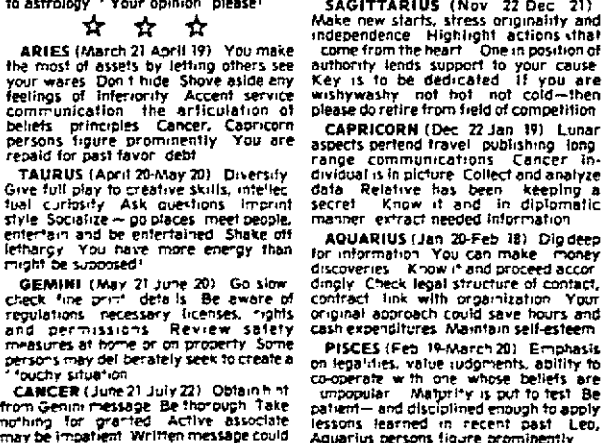 to astrology " Your opinion please!
ARIES (March 21 April 19) You make
the most of assets by letting others see
your wares Don t hide Shove aside any
feelings of inferiority Accent service
communication the articulation of
beliefs principles Cancer, Capricorn
persons figure prominently You are
repaid for past favor debt
TAURUS (April 20-May 20) Diversify
Give full play to creative skills, intellec
tual curiosity Ask questions Imprint
style Socialize — go places meet people,
entertain and be entertained Shake off
lethargy You have more energy than
might be supposed!
GEMINI (May 21 June 20) Go slow
check fine print details Be aware of
regulations necessary licenses, rights
and permissions Review safety
measures at home or on property Some
persons may deliberately seek to create a
touchy situation
CANCER (June 21 July 22) Obtain hint
from Gemini message Be thorough Take
nothing for granted Active associate
may be impatient Written message could
SAGITTARIUS (Nov 22 Dec 21)
Make new starts, stress originality and
independence Highlight actions that
come from the heart One in position of
authority lends support to your cause
Key is to be dedicated If you are
wishywashy not hot not cold—then
please do retire from field of competition
CAPRICORN (Dec 22 Jan 19) Lunar
aspects pertend travel publishing long
range communications Cancer in-
dividual is in picture Collect and analyze
data Relative has been keeping a
secret Know it and in diplomatic
manner extract needed information
AQUARIUS (Jan 20-Feb 18) Dig deep
for information You can make money
discoveries Know it and proceed accor
dingly Check legal structure of contact,
contract link with organization Your
original approach could save hours and
cash expenditures Maintain self-esteem
PISCES (Feb 19-March 20) Emphasis
on legalities, value judgments, ability to
co-operate with one whose beliefs are
unpopular Maturity is put to test Be
patient— and disciplined enough to apply
lessons learned in recent past Leo,
Aquarius persons figure prominently